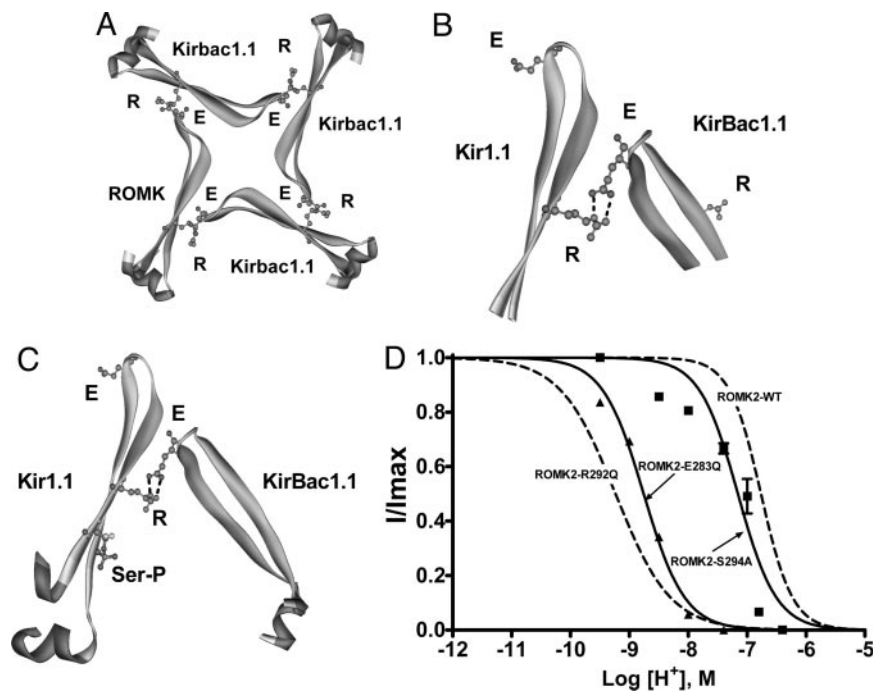 A
Kirbac1.1
R
R
E
E
Kirbac1.1
ROMK
E
E
R
R
Kirbac1.1
B
E
E
Kir1.1
KirBac1.1
R
R
C
E
E
Kir1.1
KirBac1.1
R
Ser-P
D
I/Imax
1.0
0.8
0.6
0.4
0.2
0.0
ROMK2-WT
ROMK2-R292Q
ROMK2-E283Q
ROMK2-S294A
-12 -11 -10 -9 -8 -7 -6 -5
Log [H+], M